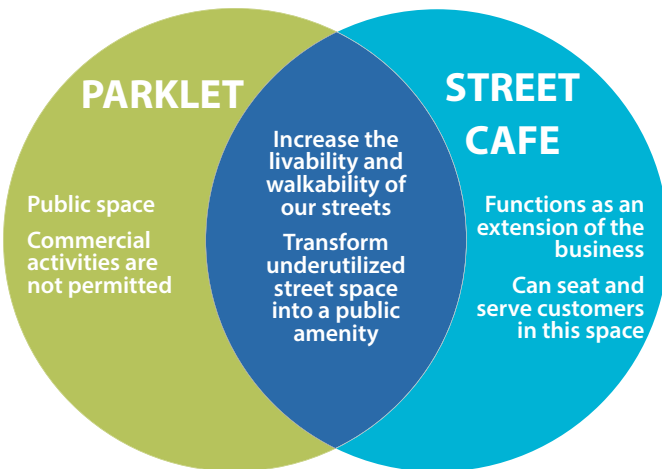 PARKLET
Public space
Commercial
activities are
not permitted
Increase the
livability and
walkability of
our streets
Transform
underutilized
street space
into a public
amenity
STREET
CAFE
Functions as an
extension of the
business
Can seat and
serve customers
in this space